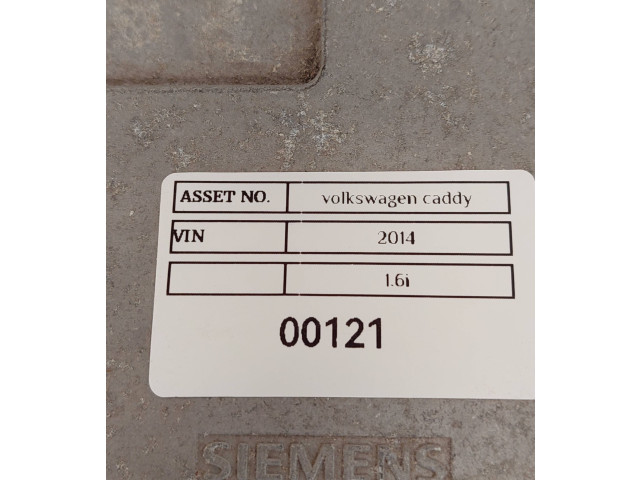 ASSET NO. volkswagen caddy
VIN 2014
1.6i
00121
SIEMENS